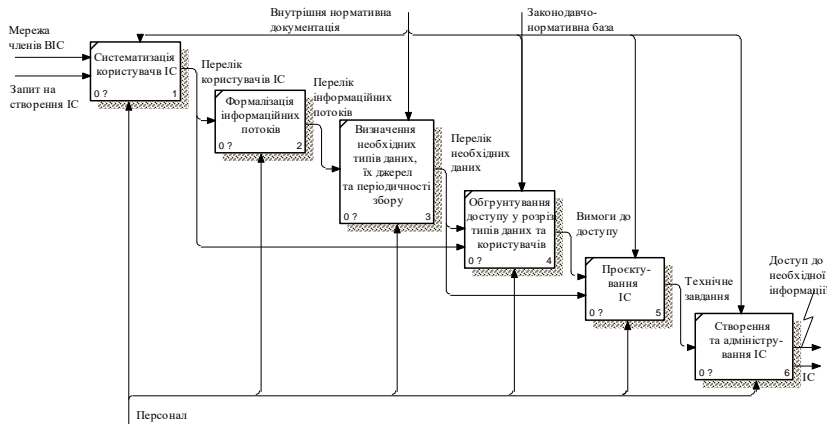 Внутрішня нормативна
документація
Законодавчо-
нормативна база
Мережа
членів ВІС
Запит на
створення ІС
Систематизація
користувачв ІС
0 ?
1
Перелік
користувачів ІС
Формалізація
інформаційних
потоків
0 ?
2
Перелік
інформаційних
потоків
Визначення
необхідних
типів даних,
їх джерел
та періодичності
збору
0 ?
3
Перелік
необхідних
даних
Обгрунтування
доступу у розрізі
типів даних та
користувачів
0 ?
4
Вимоги до
доступу
Проєкту-
вання
ІС
0 ?
5
Технічне
завдання
Створення
та адміністру-
вання ІС
0 ?
6
Доступ до
необхідної
інформації
ІС
Персонал